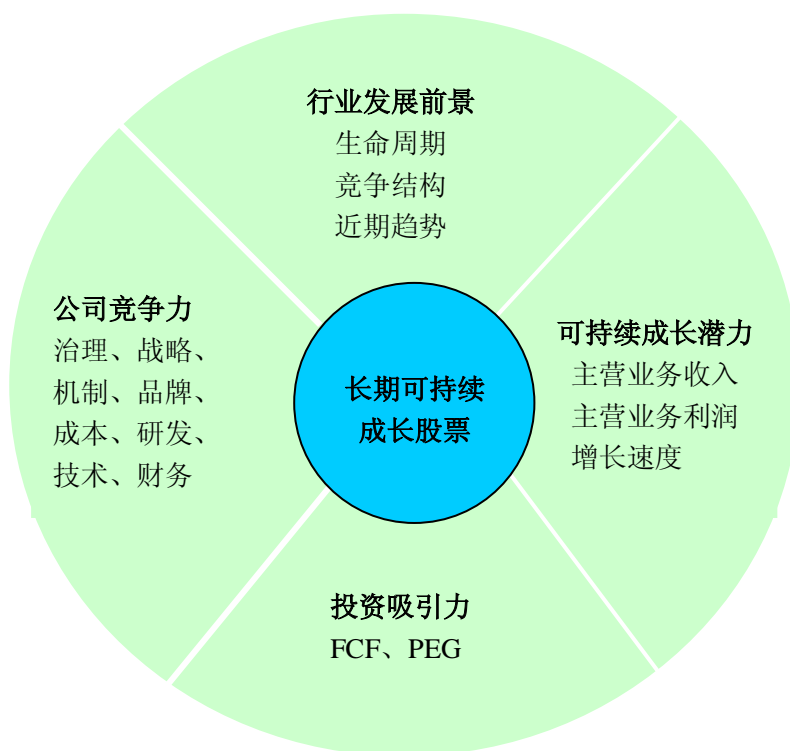 行业发展前景
生命周期
竞争结构
近期趋势
公司竞争力
治理、战略、
机制、品牌、
成本、研发、
技术、财务
长期可持续
成长股票
可持续成长潜力
主营业务收入
主营业务利润
增长速度
投资吸引力
FCF、PEG